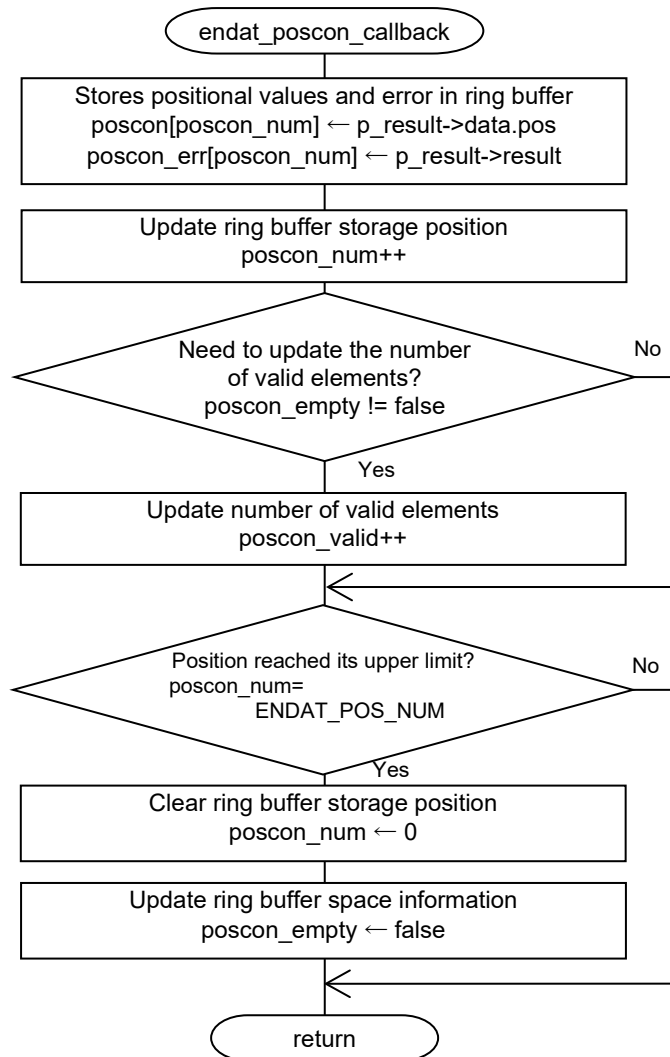 endat_poscon_callback
Stores positional values and error in ring buffer
poscon[poscon_num] ← p_result->data.pos
poscon_err[poscon_num] ← p_result->result
Update ring buffer storage position
poscon_num++
Need to update the number
of valid elements?
poscon_empty != false
No
Yes
Update number of valid elements
poscon_valid++
Position reached its upper limit?
poscon_num=
ENDAT_POS_NUM
No
Yes
Clear ring buffer storage position
poscon_num ← 0
Update ring buffer space information
poscon_empty ← false
return